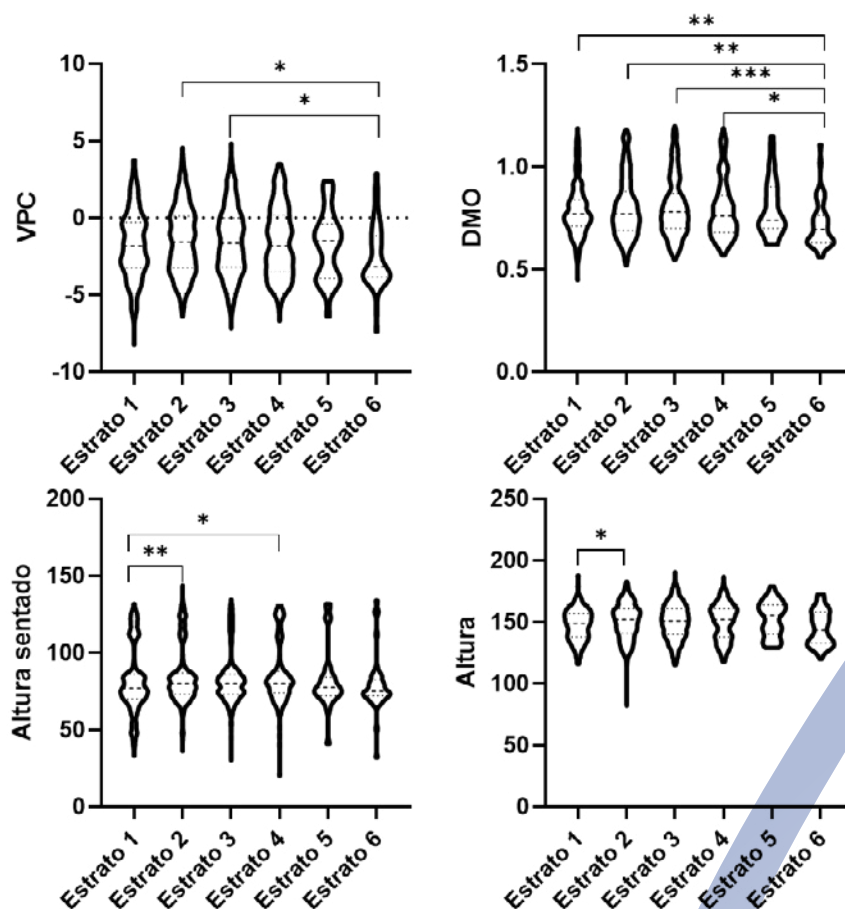 VPC
10
5
0
-5
-10
*
*
Estrato 1
Estrato 2
Estrato 3
Estrato 4
Estrato 5
Estrato 6
DMO
1.5
1.0
0.5
0.0
**
**
***
*
Estrato 1
Estrato 2
Estrato 3
Estrato 4
Estrato 5
Estrato 6
Altura sentado
200
150
100
50
0
*
**
Estrato 1
Estrato 2
Estrato 3
Estrato 4
Estrato 5
Estrato 6
Altura
250
200
150
100
50
0
*
Estrato 1
Estrato 2
Estrato 3
Estrato 4
Estrato 5
Estrato 6